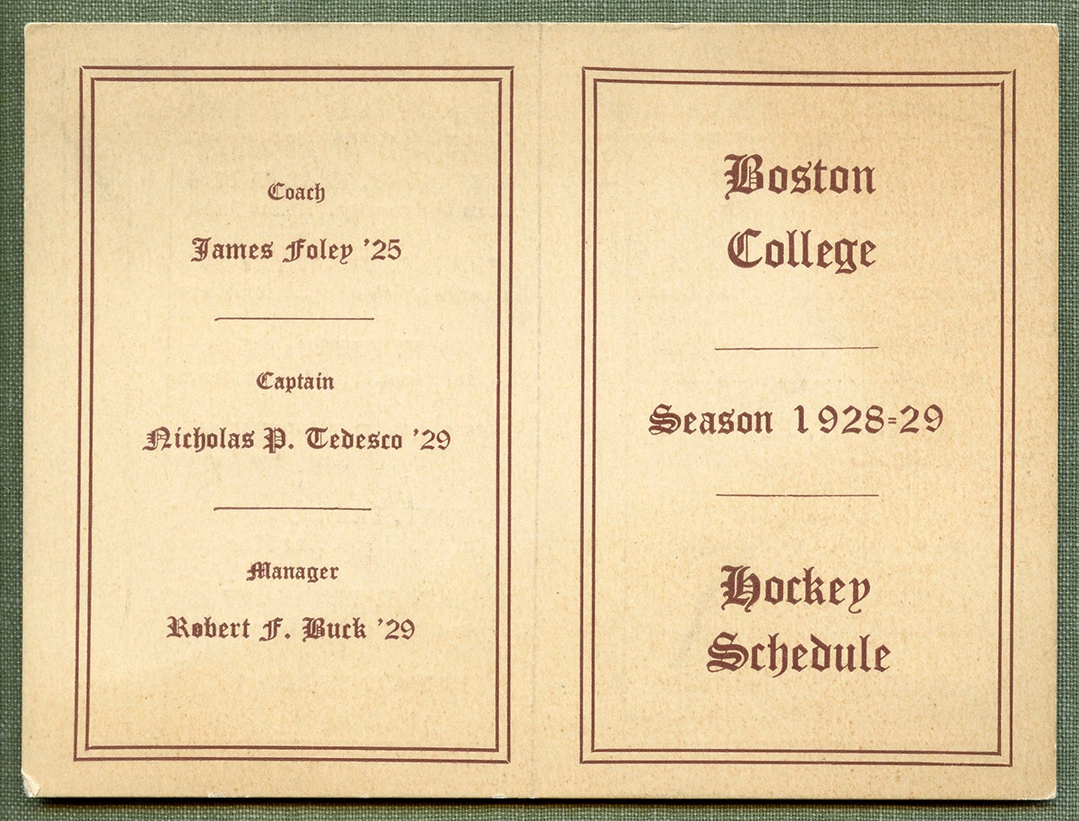 Coach
James Foley '25
Captain
Nicholas P. Tedesco '29
Manager
Robert F. Buck '29
Boston
College
Season 1928-29
Hockey
Schedule